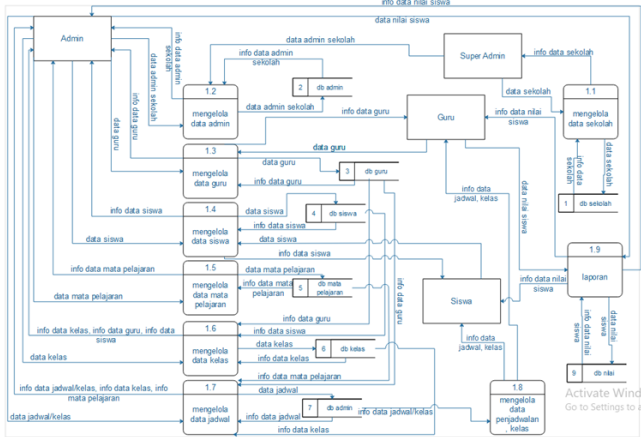 info data nilai siswa
data nilai siswa
Admin
data admin sekolah
info data admin
sekolah
Super Admin
info data sekolah
info data admin
sekolah
data admin sekolah
info data guru
data guru
1.2
mengelola
data admin
2
db admin
data admin sekolah
data sekolah
1.1
mengelola
data sekolah
info data guru
Guru
info data nilai
siswa
info data
sekolah
data sekolah
data guru
1.3
mengelola
data guru
data guru
info data guru
3
db guru
1
db sekolah
info data
jadwal, kelas
data nilai siswa
1.4
mengelola
data siswa
data siswa
info data siswa
4
db siswa
data siswa
data siswa
info data siswa
1.9
laporan
info data mata pelajaran
data mata pelajaran
1.5
mengelola
data mata
pelajaran
data mata pelajaran
info data mata
pelajaran
5
db mata
pelajaran
info data guru
Siswa
info data nilai
siswa
info data kelas, info data guru, info data
siswa
data kelas
1.6
mengelola
data kelas
info data guru
info data siswa
data kelas
info data kelas
6
db kelas
info data
jadwal, kelas
info data nilai
siswa
data nilai
siswa
9
db nilai
info data jadwal/kelas, info data kelas, info
mata pelajaran
data jadwal/kelas
1.7
mengelola
data jadwal
info data mata pelajaran
data jadwal
info data jadwal
info data kelas
7
db admin
info data jadwal/kelas
1.8
mengelola
data
penjadwalan
, kelas
Activate Wind
Go to Settings to a